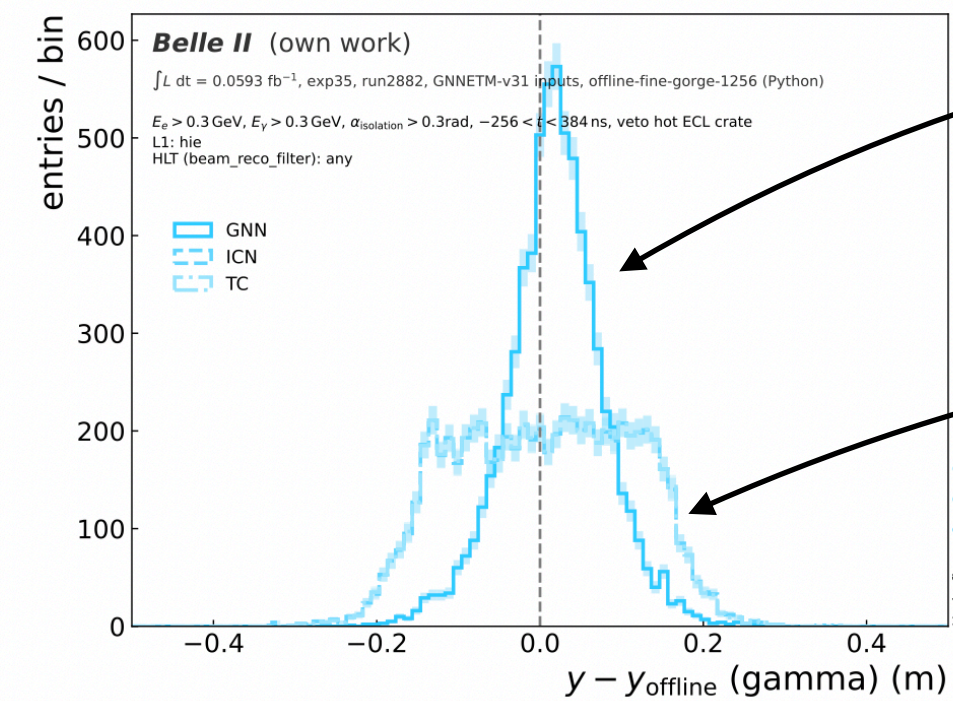 Belle II (own work)
∫L dt = 0.0593 fb⁻¹, exp35, run2882, GNNETM-v31 inputs, offline-fine-gorge-1256 (Python)
Eₑ > 0.3 GeV, Eᵧ > 0.3 GeV, α_isolation > 0.3rad, −256 < t < 384 ns, veto hot ECL crate
L1: hie
HLT (beam_reco_filter): any
GNN
ICN
TC
entries / bin
600
500
400
300
200
100
0
−0.4 −0.2 0.0 0.2 0.4
y − y_offline (gamma) (m)